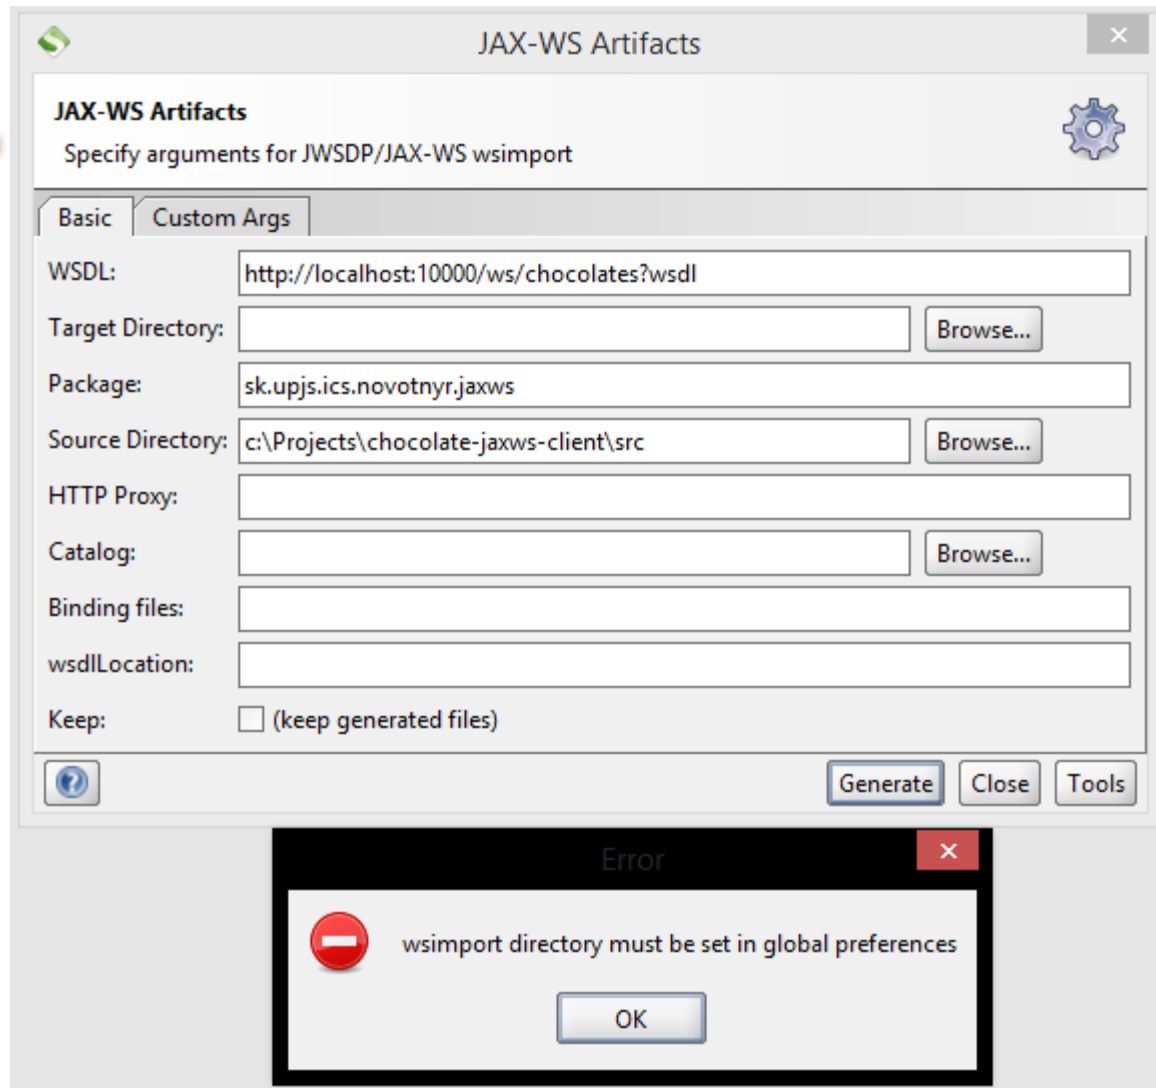 JAX-WS Artifacts
JAX-WS Artifacts
Specify arguments for JWSDP/JAX-WS wsimport
Basic Custom Args
WSDL: http://localhost:10000/ws/chocolates?wsdl
Target Directory: Browse...
Package: sk.upjs.ics.novotnyr.jaxws
Source Directory: c:\Projects\chocolate-jaxws-client\src Browse...
HTTP Proxy:
Catalog: Browse...
Binding files:
wsdlLocation:
Keep: (keep generated files)
Generate Close Tools
Error
wsimport directory must be set in global preferences
OK